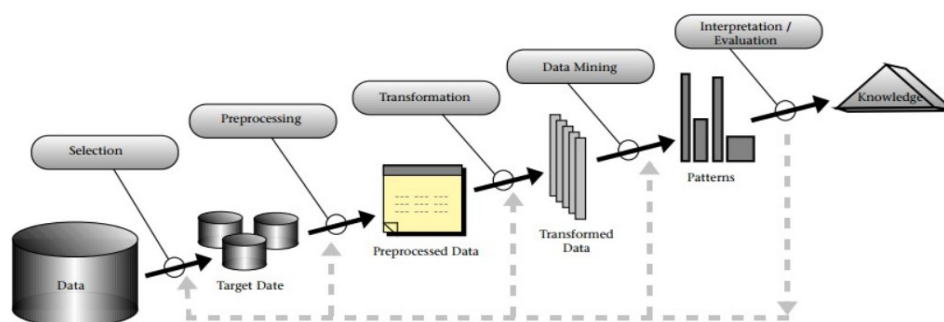 Interpretation /
Evaluation
Data Mining
Transformation
Preprocessing
Selection
Data
Target Date
Preprocessed Data
Transformed
Data
Patterns
Knowledge